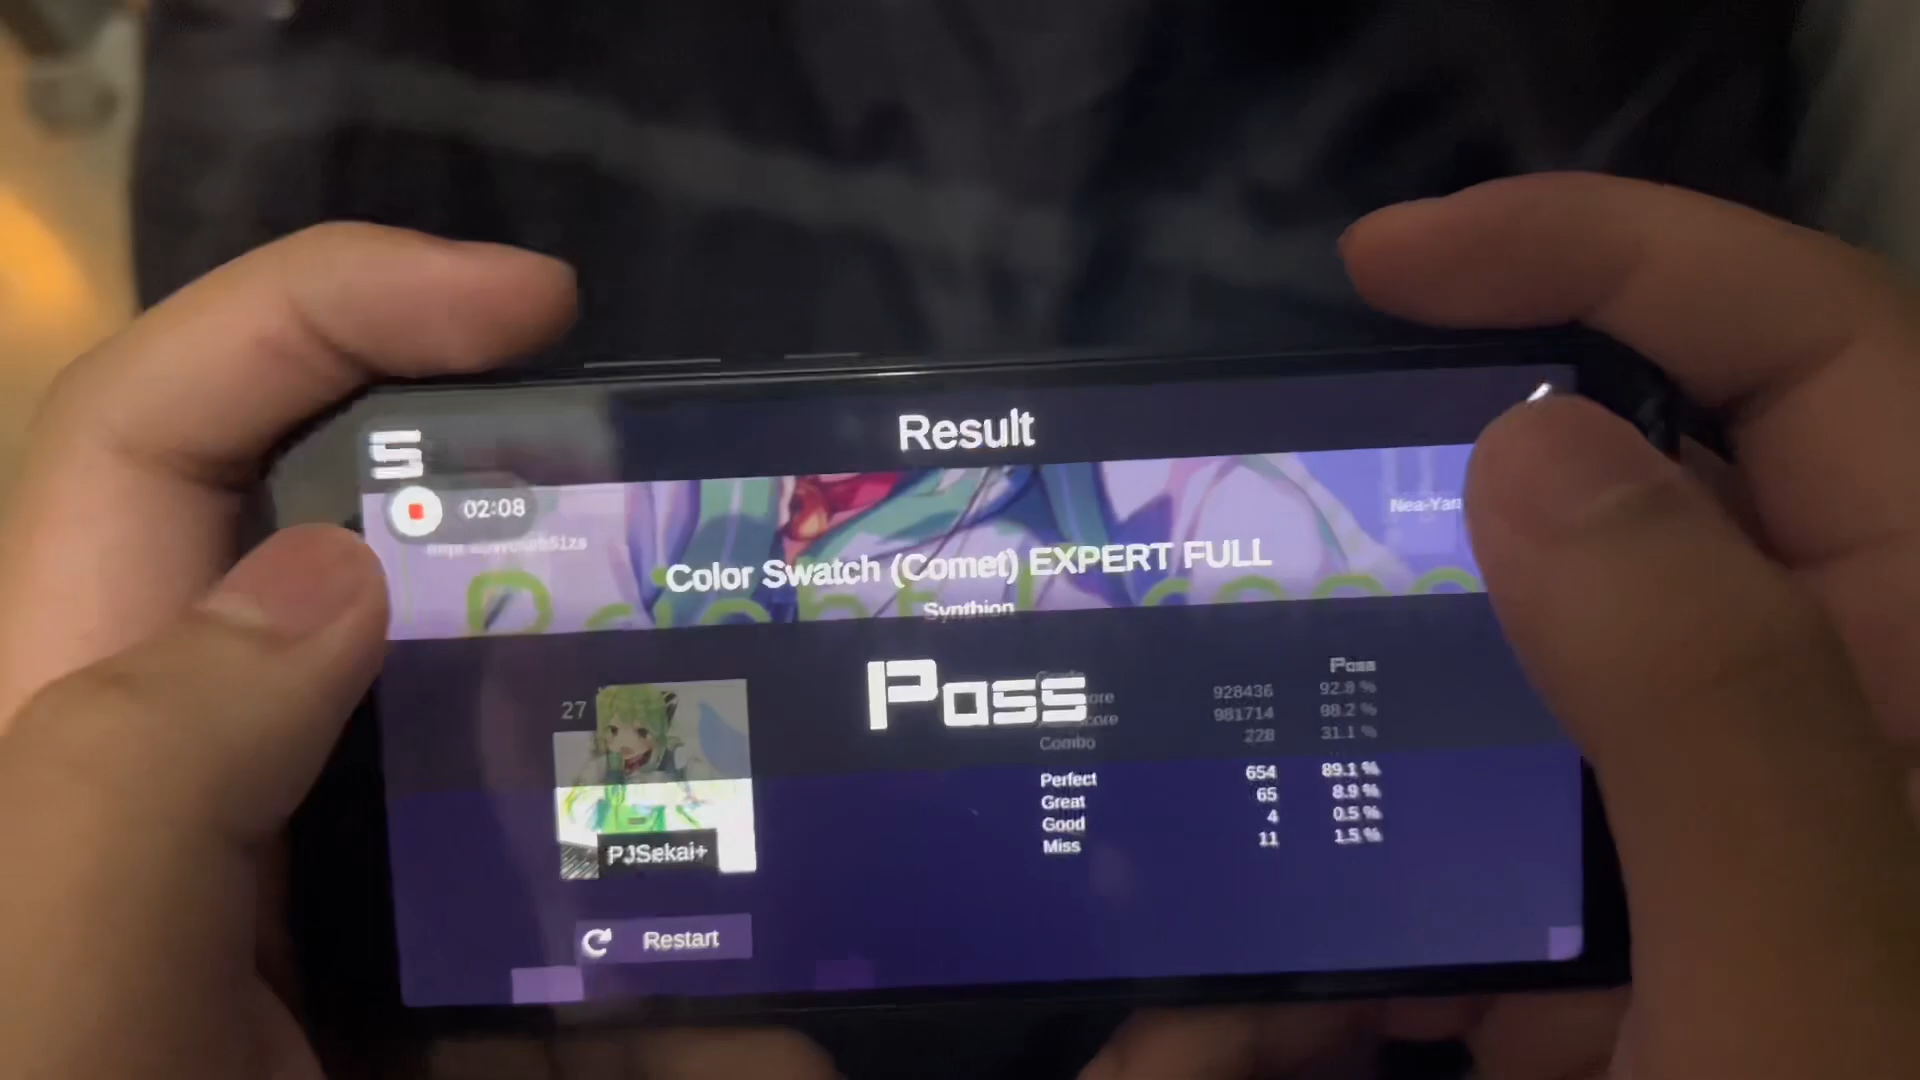 Result
S
02:08
Nea-Yar
Color Swatch (Comet) EXPERT FULL
Synthion
Pass
27
Pass
928436 92.8 %
981714 98.2 %
Combo 228 31.1 %
Perfect 654 89.1 %
Great 65 8.9 %
Good 4 0.5 %
Miss 11 1.5 %
PJSekai+
Restart